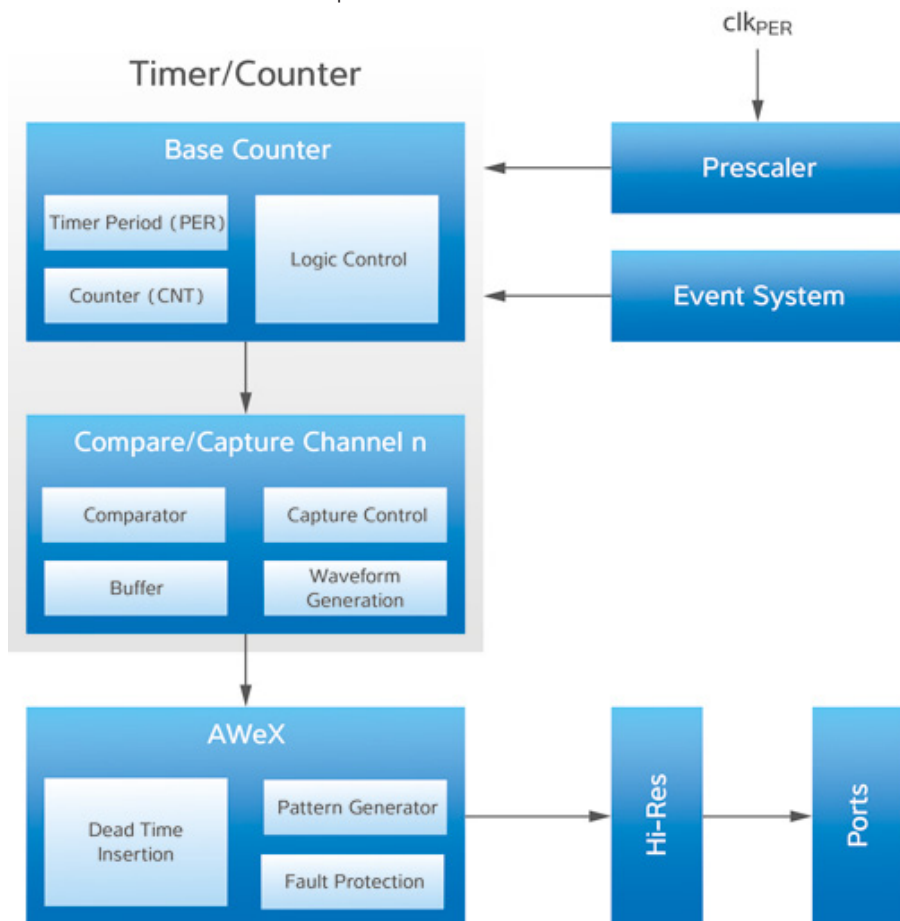 clkPER
Timer/Counter
Base Counter
Timer Period (PER)
Counter (CNT)
Logic Control
Prescaler
Event System
Compare/Capture Channel n
Comparator
Capture Control
Buffer
Waveform
Generation
AWeX
Dead Time
Insertion
Pattern Generator
Fault Protection
Hi-Res
Ports